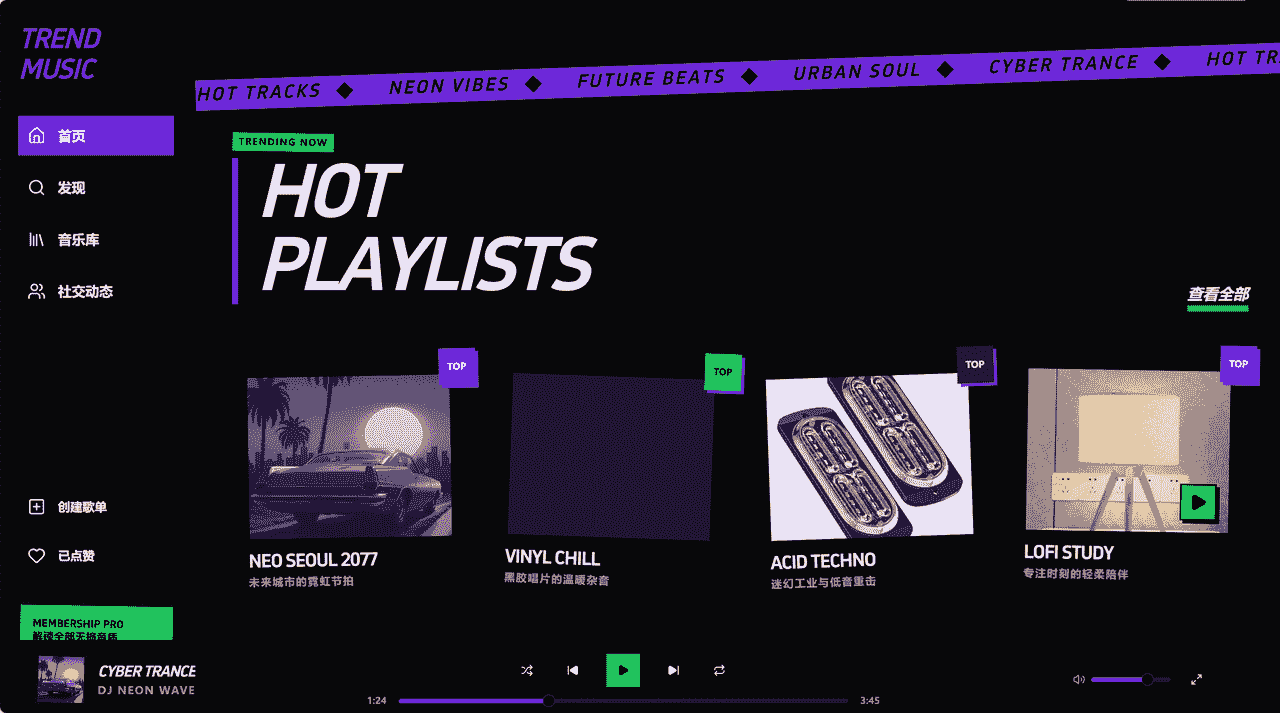 TREND
MUSIC
HOT TRACKS ◆ NEON VIBES ◆ FUTURE BEATS ◆ URBAN SOUL ◆ CYBER TRANCE ◆ HOT TR
首页
发现
音乐库
社交动态
创建歌单
已点赞
MEMBERSHIP PRO
TRENDING NOW
HOT
PLAYLISTS
查看全部
TOP
NEO SEOUL 2077
未来城市的霓虹节拍
TOP
VINYL CHILL
黑胶唱片的温暖杂音
TOP
ACID TECHNO
迷幻工业与低音重击
TOP
LOFI STUDY
专注时刻的轻柔陪伴
CYBER TRANCE
DJ NEON WAVE
1:24
3:45